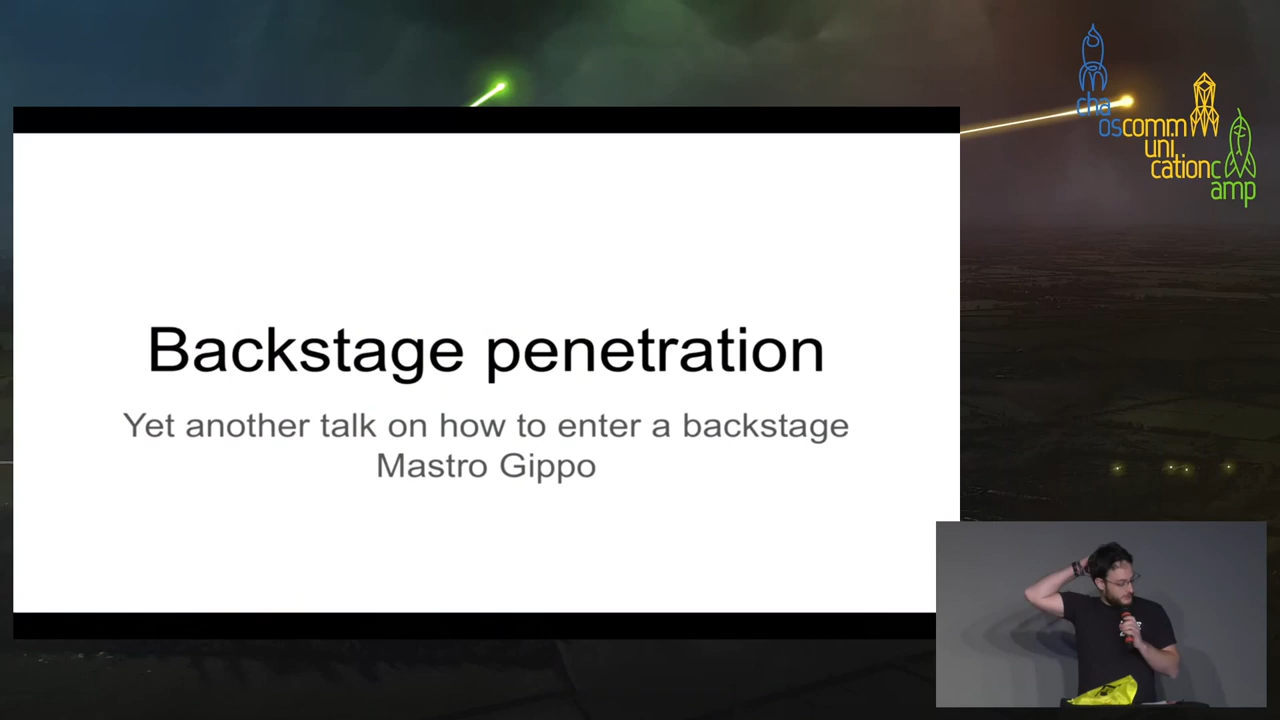 cha
oscomm
uni
cationc
amp
Backstage penetration
Yet another talk on how to enter a backstage
Mastro Gippo